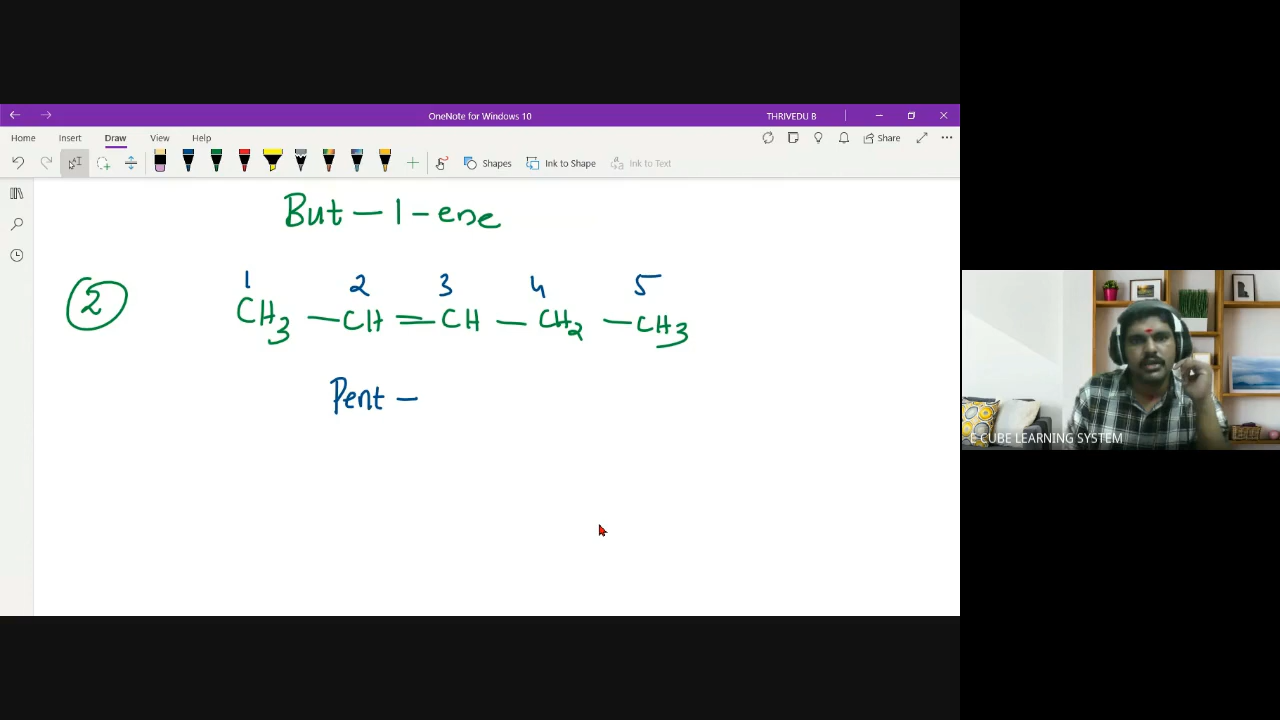 OneNote for Windows 10
THRIVEDU B
Home Insert Draw View Help
Share
Shapes Ink to Shape Ink to Text
But - 1 - ene
2
1 2 3 4 5
CH3 - CH = CH - CH2 - CH3
Pent -
E CUBE LEARNING SYSTEM